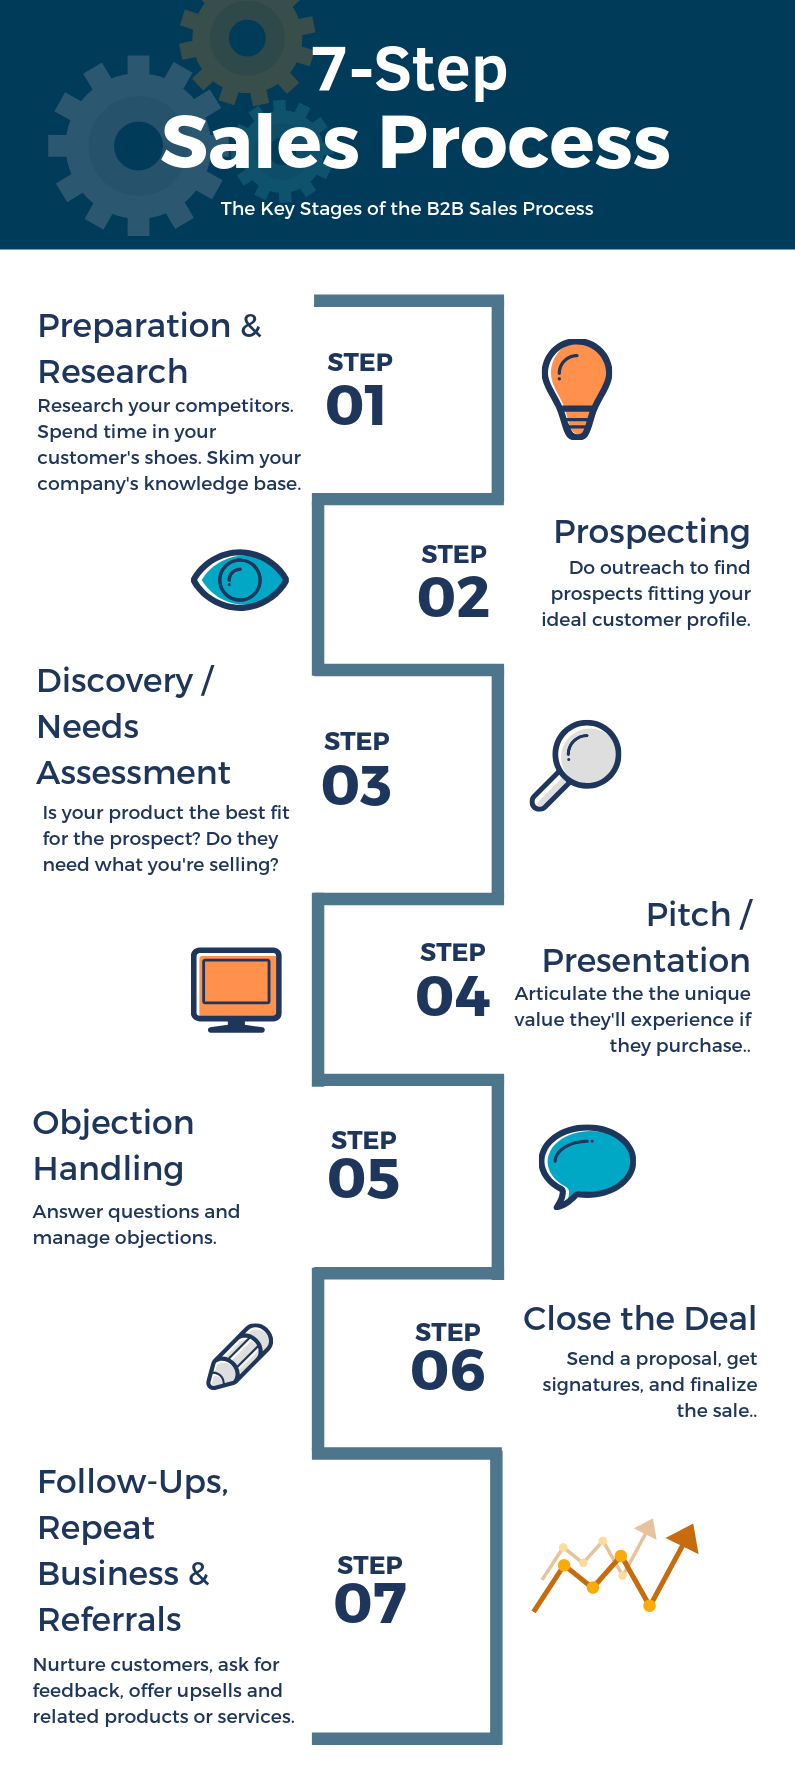 7-Step
Sales Process
The Key Stages of the B2B Sales Process
Preparation &
Research
Research your competitors.
Spend time in your
customer's shoes. Skim your
company's knowledge base.
STEP
01
STEP
02
Prospecting
Do outreach to find
prospects fitting your
ideal customer profile.
Discovery /
Needs
Assessment
Is your product the best fit
for the prospect? Do they
need what you're selling?
STEP
03
STEP
04
Pitch /
Presentation
Articulate the the unique
value they'll experience if
they purchase..
Objection
Handling
Answer questions and
manage objections.
STEP
05
STEP
06
Close the Deal
Send a proposal, get
signatures, and finalize
the sale..
Follow-Ups,
Repeat
Business &
Referrals
Nurture customers, ask for
feedback, offer upsells and
related products or services.
STEP
07